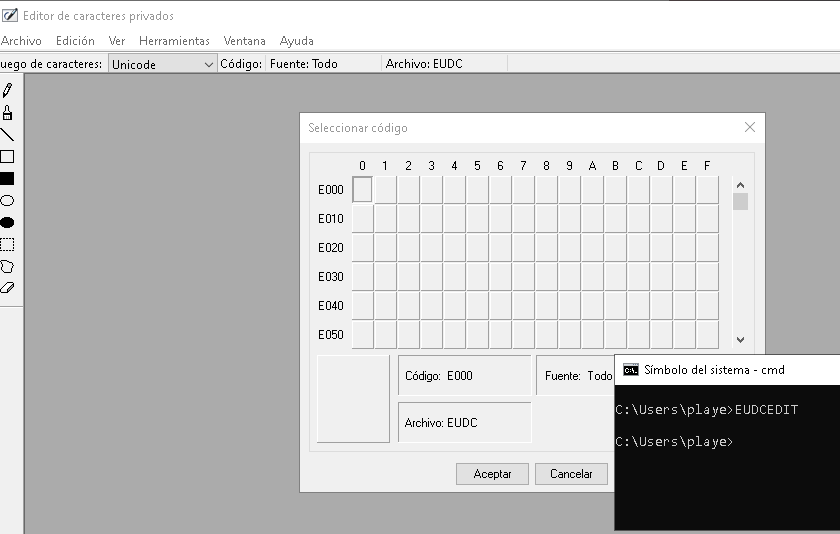 Editor de caracteres privados
Archivo Edición Ver Herramientas Ventana Ayuda
uego de caracteres: Unicode Código: Fuente: Todo Archivo: EUDC
Seleccionar código
0 1 2 3 4 5 6 7 8 9 A B C D E F
E000
E010
E020
E030
E040
E050
Código: E000
Fuente: Todo
Archivo: EUDC
Aceptar Cancelar
C:\. Símbolo del sistema - cmd
C:\Users\playe>EUDCEDIT
C:\Users\playe>